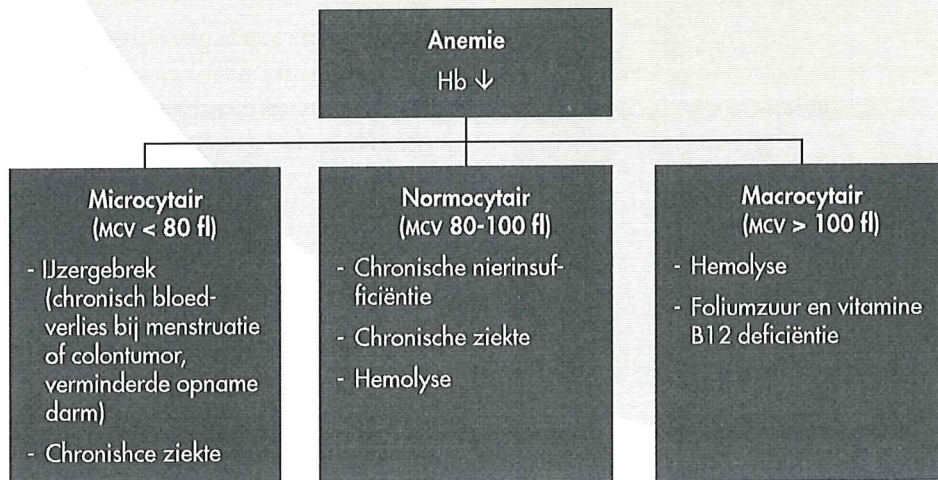 Anemie
Hb ↓
Microcytair
(MCV < 80 fl)
- IJzergebrek
(chronisch bloed-
verlies bij menstruatie
of colontumor,
verminderde opname
darm)
- Chronishce ziekte
Normocytair
(MCV 80-100 fl)
- Chronische nierinsuf-
ficiëntie
- Chronische ziekte
- Hemolyse
Macrocytair
(MCV > 100 fl)
- Hemolyse
- Foliumzuur en vitamine
B12 deficiëntie